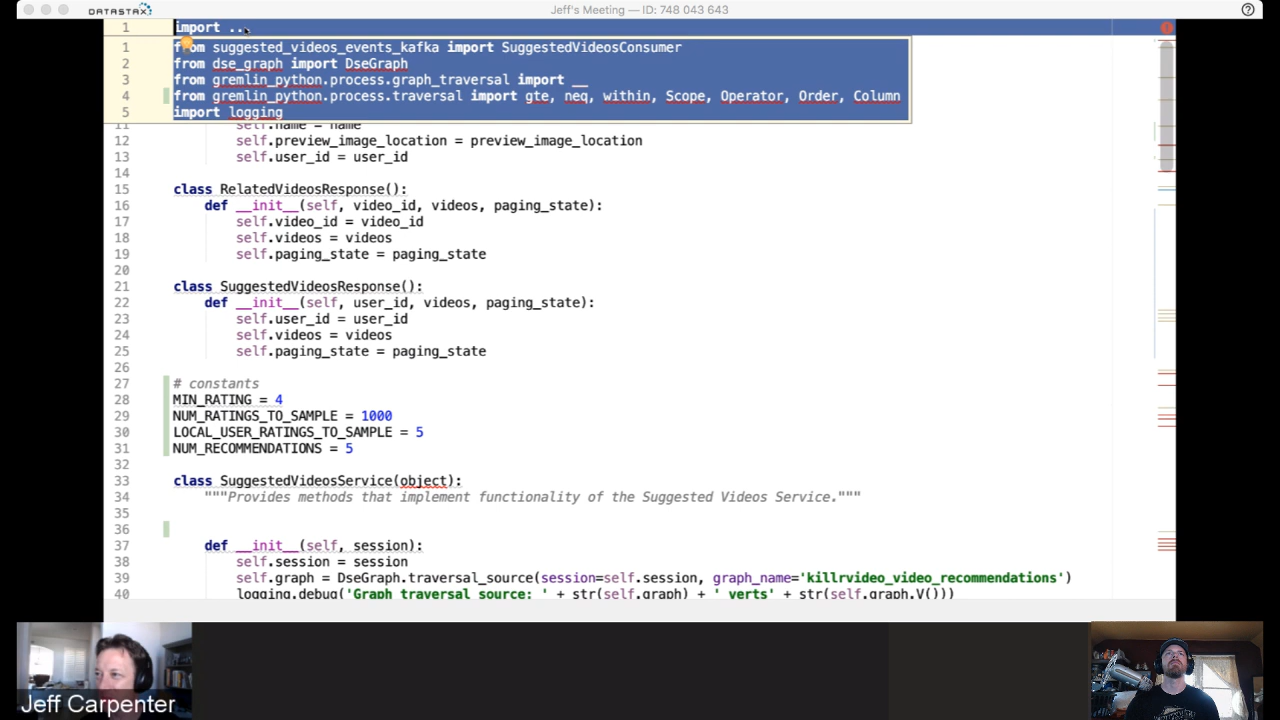 DATASTAX
Jeff's Meeting — ID: 748 043 643
1 import ...
1 from suggested_videos_events_kafka import SuggestedVideosConsumer
2 from dse_graph import DseGraph
3 from gremlin_python.process.graph_traversal import __
4 from gremlin_python.process.traversal import gte, neq, within, Scope, Operator, Order, Column
5 import logging
11 self.name = name
12 self.preview_image_location = preview_image_location
13 self.user_id = user_id
14
15 class RelatedVideosResponse():
16 def __init__(self, video_id, videos, paging_state):
17 self.video_id = video_id
18 self.videos = videos
19 self.paging_state = paging_state
20
21 class SuggestedVideosResponse():
22 def __init__(self, user_id, videos, paging_state):
23 self.user_id = user_id
24 self.videos = videos
25 self.paging_state = paging_state
26
27 # constants
28 MIN_RATING = 4
29 NUM_RATINGS_TO_SAMPLE = 1000
30 LOCAL_USER_RATINGS_TO_SAMPLE = 5
31 NUM_RECOMMENDATIONS = 5
32
33 class SuggestedVideosService(object):
34 """Provides methods that implement functionality of the Suggested Videos Service."""
35
36
37 def __init__(self, session):
38 self.session = session
39 self.graph = DseGraph.traversal_source(session=self.session, graph_name='killrvideo_video_recommendations')
40 logging.debug('Graph traversal source: ' + str(self.graph) + ' verts' + str(self.graph.V()))
Jeff Carpenter